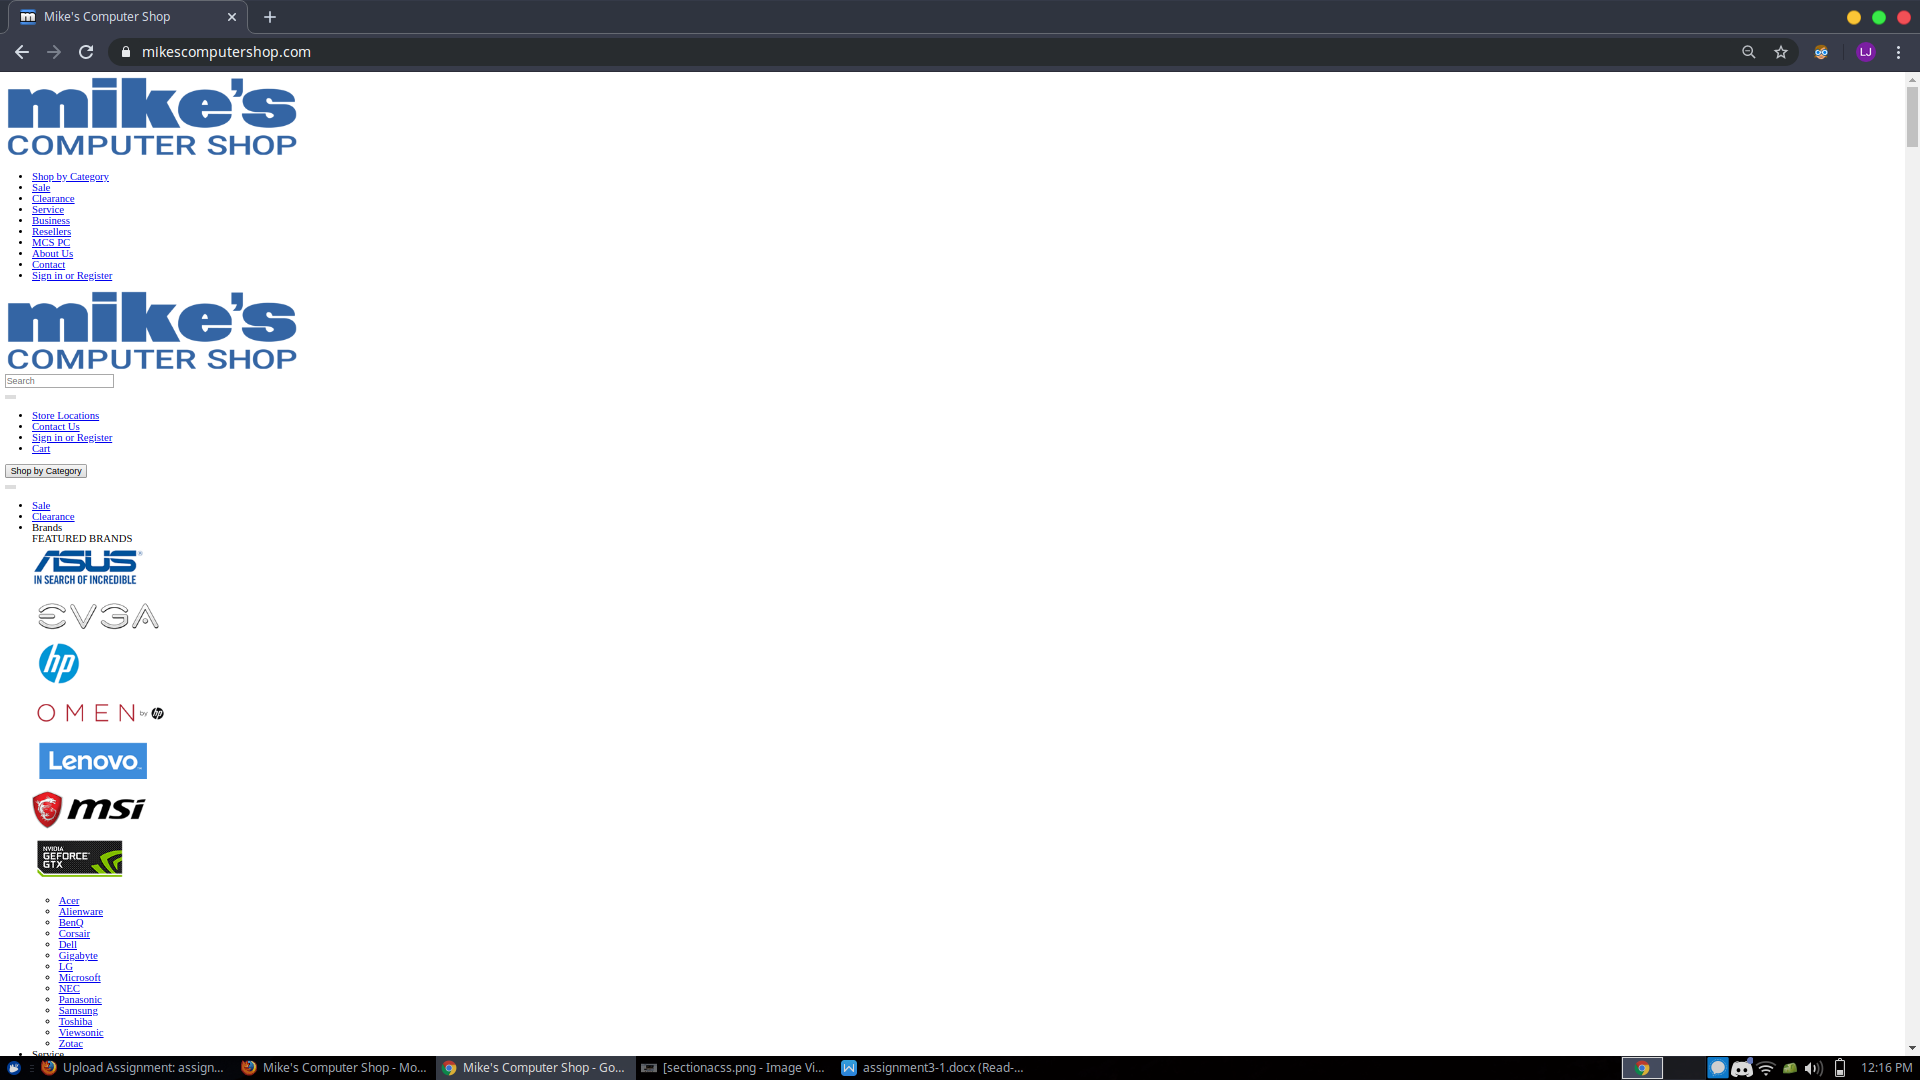 Mike's Computer Shop
mikescomputershop.com
LJ
mike's
COMPUTER SHOP
Shop by Category
Sale
Clearance
Service
Business
Resellers
MCS PC
About Us
Contact
Sign in or Register
mike's
COMPUTER SHOP
Search
Store Locations
Contact Us
Sign in or Register
Cart
Shop by Category
Sale
Clearance
Brands
FEATURED BRANDS
ASUS
IN SEARCH OF INCREDIBLE
EVGA
hp
OMEN by hp
Lenovo
msi
NVIDIA
GEFORCE
GTX
Acer
Alienware
BenQ
Corsair
Dell
Gigabyte
LG
Microsoft
NEC
Panasonic
Samsung
Toshiba
Viewsonic
Zotac
Service
Upload Assignment: assign... Mike's Computer Shop - Mo... Mike's Computer Shop - Go... [sectionacss.png - Image Vi... assignment3-1.docx (Read-... 12:16 PM